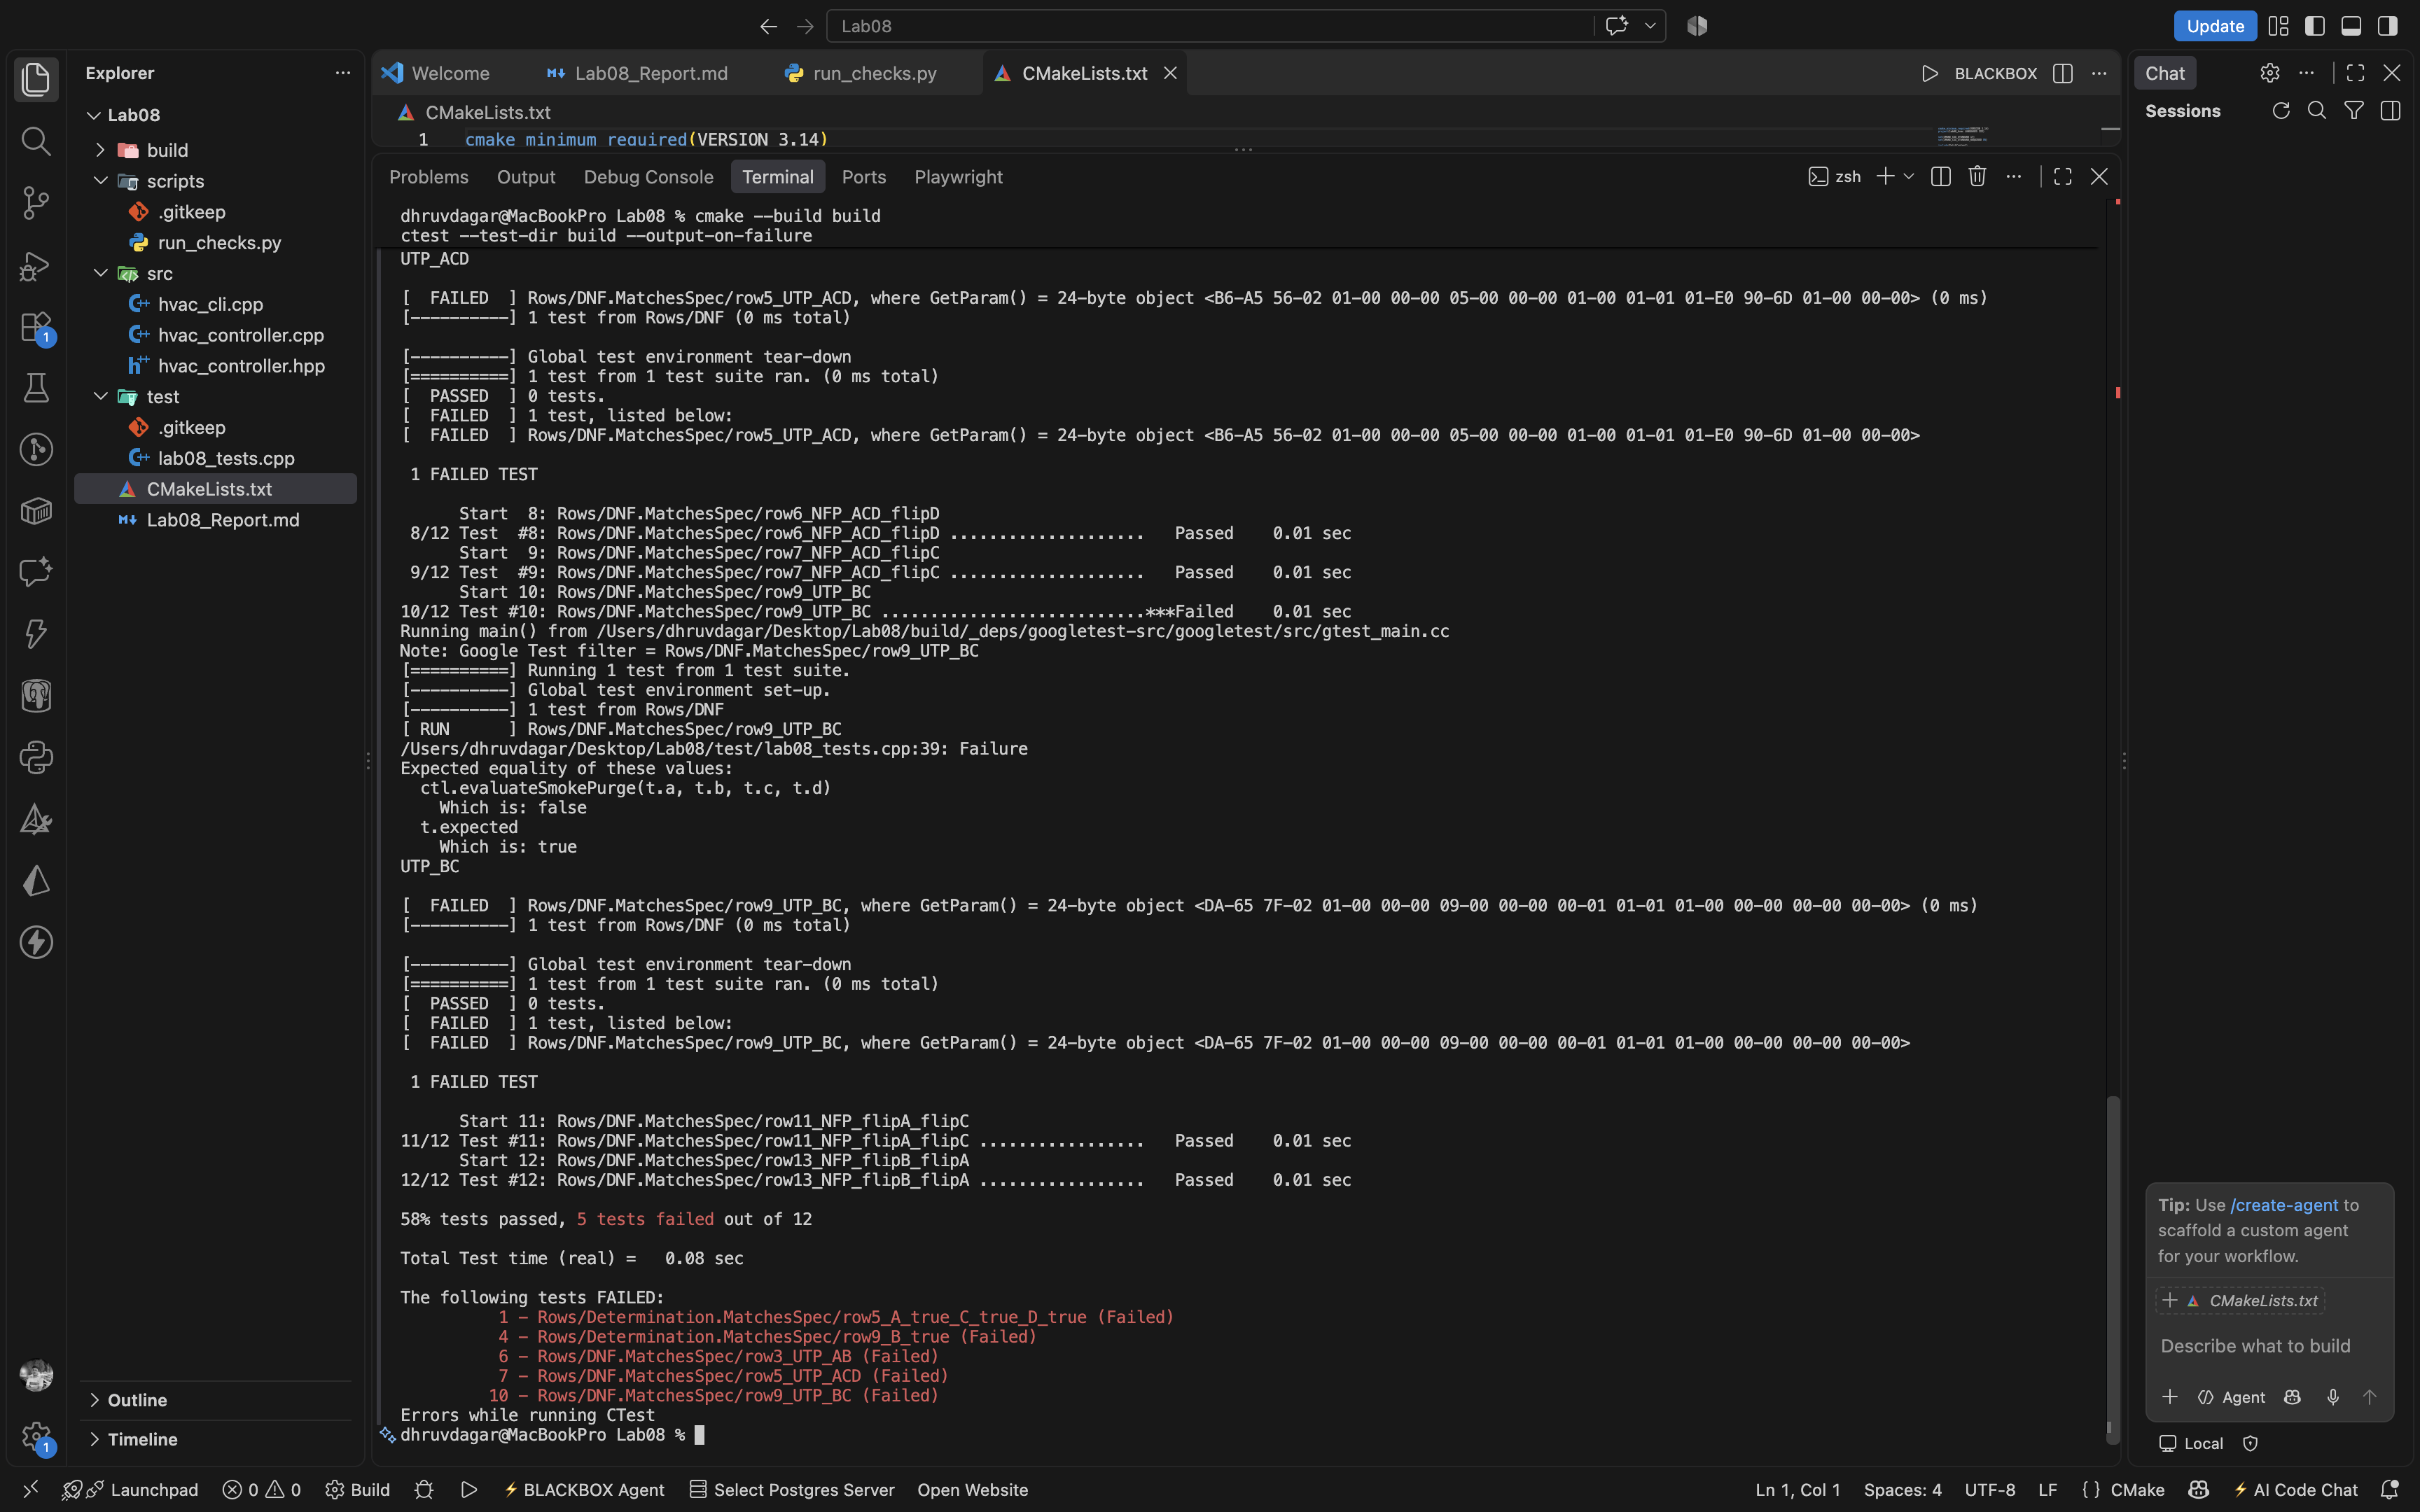 Lab08
Update
Explorer
Lab08
build
scripts
.gitkeep
run_checks.py
src
hvac_cli.cpp
hvac_controller.cpp
hvac_controller.hpp
test
.gitkeep
lab08_tests.cpp
CMakeLists.txt
Lab08_Report.md
Outline
Timeline
1
1
Welcome
Lab08_Report.md
run_checks.py
CMakeLists.txt
BLACKBOX
CMakeLists.txt
1 cmake_minimum_required(VERSION 3.14)
Problems Output Debug Console Terminal Ports Playwright
zsh
dhruvdagar@MacBookPro Lab08 % cmake --build build
ctest --test-dir build --output-on-failure
UTP_ACD
[  FAILED  ] Rows/DNF.MatchesSpec/row5_UTP_ACD, where GetParam() = 24-byte object <B6-A5 56-02 01-00 00-00 05-00 00-00 01-00 01-01 01-E0 90-6D 01-00 00-00> (0 ms)
[----------] 1 test from Rows/DNF (0 ms total)
[----------] Global test environment tear-down
[==========] 1 test from 1 test suite ran. (0 ms total)
[  PASSED  ] 0 tests.
[  FAILED  ] 1 test, listed below:
[  FAILED  ] Rows/DNF.MatchesSpec/row5_UTP_ACD, where GetParam() = 24-byte object <B6-A5 56-02 01-00 00-00 05-00 00-00 01-00 01-01 01-E0 90-6D 01-00 00-00>
1 FAILED TEST
Start  8: Rows/DNF.MatchesSpec/row6_NFP_ACD_flipD
8/12 Test  #8: Rows/DNF.MatchesSpec/row6_NFP_ACD_flipD ....................   Passed    0.01 sec
Start  9: Rows/DNF.MatchesSpec/row7_NFP_ACD_flipC
9/12 Test  #9: Rows/DNF.MatchesSpec/row7_NFP_ACD_flipC ....................   Passed    0.01 sec
Start 10: Rows/DNF.MatchesSpec/row9_UTP_BC
10/12 Test #10: Rows/DNF.MatchesSpec/row9_UTP_BC ...........................***Failed    0.01 sec
Running main() from /Users/dhruvdagar/Desktop/Lab08/build/_deps/googletest-src/googletest/src/gtest_main.cc
Note: Google Test filter = Rows/DNF.MatchesSpec/row9_UTP_BC
[==========] Running 1 test from 1 test suite.
[----------] Global test environment set-up.
[----------] 1 test from Rows/DNF
[ RUN      ] Rows/DNF.MatchesSpec/row9_UTP_BC
/Users/dhruvdagar/Desktop/Lab08/test/lab08_tests.cpp:39: Failure
Expected equality of these values:
ctl.evaluateSmokePurge(t.a, t.b, t.c, t.d)
Which is: false
t.expected
Which is: true
UTP_BC
[  FAILED  ] Rows/DNF.MatchesSpec/row9_UTP_BC, where GetParam() = 24-byte object <DA-65 7F-02 01-00 00-00 09-00 00-00 00-01 01-01 01-00 00-00 00-00 00-00> (0 ms)
[----------] 1 test from Rows/DNF (0 ms total)
[----------] Global test environment tear-down
[==========] 1 test from 1 test suite ran. (0 ms total)
[  PASSED  ] 0 tests.
[  FAILED  ] 1 test, listed below:
[  FAILED  ] Rows/DNF.MatchesSpec/row9_UTP_BC, where GetParam() = 24-byte object <DA-65 7F-02 01-00 00-00 09-00 00-00 00-01 01-01 01-00 00-00 00-00 00-00>
1 FAILED TEST
Start 11: Rows/DNF.MatchesSpec/row11_NFP_flipA_flipC
11/12 Test #11: Rows/DNF.MatchesSpec/row11_NFP_flipA_flipC .................   Passed    0.01 sec
Start 12: Rows/DNF.MatchesSpec/row13_NFP_flipB_flipA
12/12 Test #12: Rows/DNF.MatchesSpec/row13_NFP_flipB_flipA .................   Passed    0.01 sec
58% tests passed, 5 tests failed out of 12
Total Test time (real) =   0.08 sec
The following tests FAILED:
1 - Rows/Determination.MatchesSpec/row5_A_true_C_true_D_true (Failed)
4 - Rows/Determination.MatchesSpec/row9_B_true (Failed)
6 - Rows/DNF.MatchesSpec/row3_UTP_AB (Failed)
7 - Rows/DNF.MatchesSpec/row5_UTP_ACD (Failed)
10 - Rows/DNF.MatchesSpec/row9_UTP_BC (Failed)
Errors while running CTest
dhruvdagar@MacBookPro Lab08 %
Chat
Sessions
Tip: Use /create-agent to
scaffold a custom agent
for your workflow.
CMakeLists.txt
Describe what to build
Agent
Local
Launchpad 0 0 Build BLACKBOX Agent Select Postgres Server Open Website
Ln 1, Col 1 Spaces: 4 UTF-8 LF {} CMake AI Code Chat